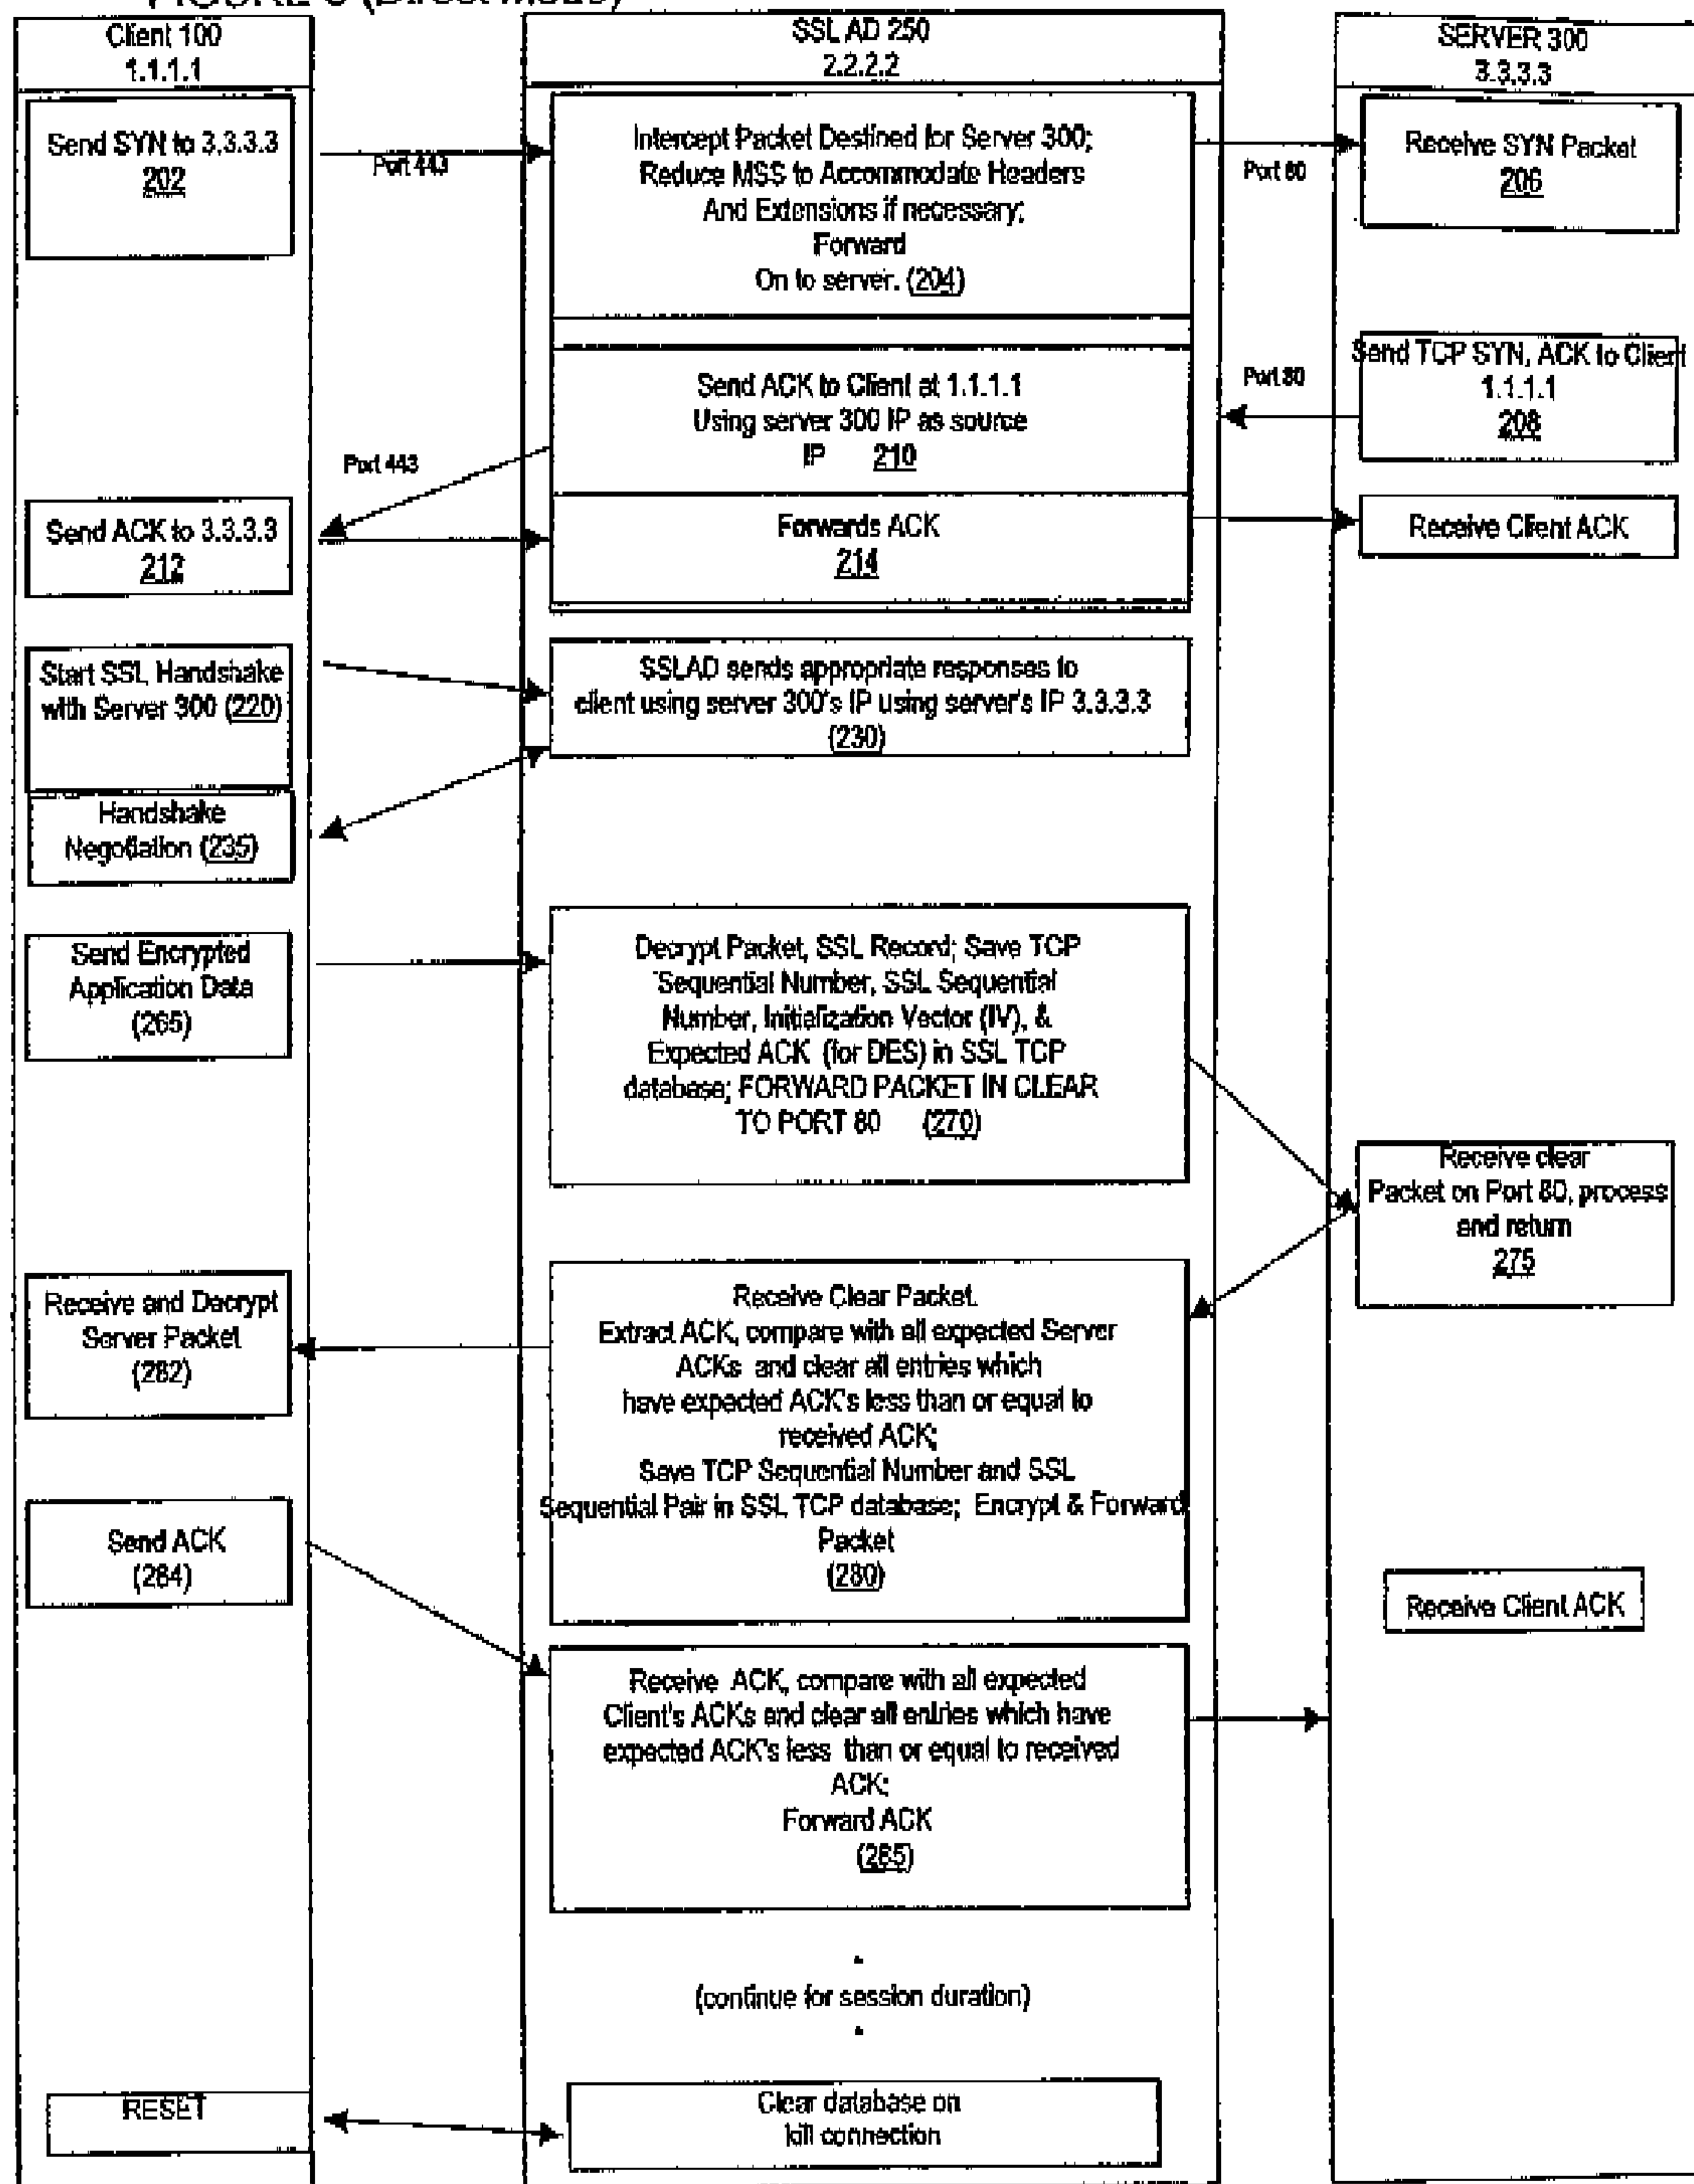 Client 100
1.1.1.1
SSL AD 250
2.2.2.2
SERVER 300
3.3.3.3
Send SYN to 3.3.3.3
202
Port 443
Intercept Packet Destined for Server 300;
Reduce MSS to Accommodate Headers
And Extensions if necessary;
Forward
On to server. (204)
Port 80
Receive SYN Packet
206
Send TCP SYN, ACK to Client
1.1.1.1
208
Port 80
Send ACK to Client at 1.1.1.1
Using server 300 IP as source
IP 210
Port 443
Send ACK to 3.3.3.3
212
Forwards ACK
214
Receive Client ACK
Start SSL Handshake
with Server 300 (220)
SSLAD sends appropriate responses to
client using server 300's IP using server's IP 3.3.3.3
(230)
Handshake
Negotiation (235)
Send Encrypted
Application Data
(265)
Decrypt Packet, SSL Record; Save TCP
Sequential Number, SSL Sequential
Number, Initialization Vector (IV), &
Expected ACK (for DES) in SSL TCP
database; FORWARD PACKET IN CLEAR
TO PORT 80 (270)
Receive clear
Packet on Port 80, process
and return
275
Receive and Decrypt
Server Packet
(282)
Receive Clear Packet.
Extract ACK, compare with all expected Server
ACKs and clear all entries which
have expected ACK's less than or equal to
received ACK;
Save TCP Sequential Number and SSL
Sequential Pair in SSL TCP database; Encrypt & Forward
Packet
(280)
Send ACK
(284)
Receive Client ACK
Receive ACK, compare with all expected
Client's ACKs and clear all entries which have
expected ACK's less than or equal to received
ACK;
Forward ACK
(285)
(continue for session duration)
RESET
Clear database on
kill connection